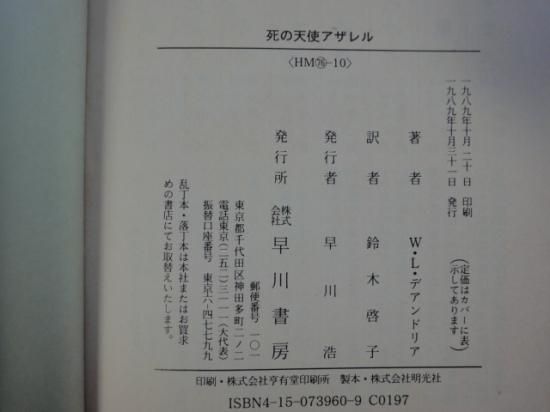 死の天使アザレル
〈HM㊆-10〉
一九八九年十月二十日 印刷
一九八九年十月三十一日 発行
(定価はカバーに表示してあります)
著者 W・L・デアンドリア
訳者 鈴木啓子
発行者 早川浩
発行所 株式会社 早川書房
郵便番号 一〇一
東京都千代田区神田多町二ノ二
電話東京(二五二)三一一一(大代表)
振替口座番号 東京六-四七七九九
乱丁本・落丁本は本社またはお買求
めの書店にてお取替えいたします。
印刷・株式会社亨有堂印刷所 製本・株式会社明光社
ISBN4-15-073960-9 C0197